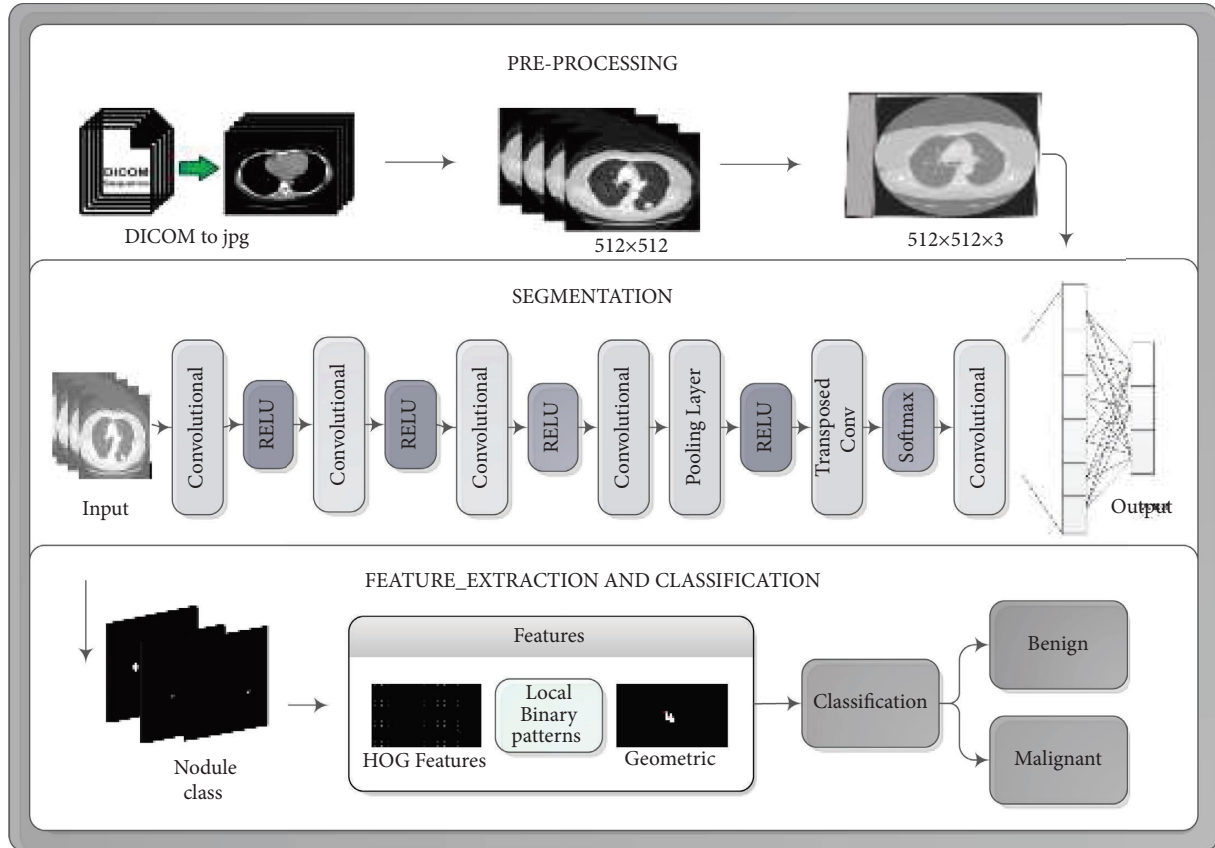 PRE-PROCESSING
DICOM
DICOM to jpg
512×512
512×512×3
SEGMENTATION
Input
Convolutional
RELU
Convolutional
RELU
Convolutional
RELU
Convolutional
Pooling Layer
RELU
Transposed
Conv
Softmax
Convolutional
Output
FEATURE_EXTRACTION AND CLASSIFICATION
Nodule
class
Features
HOG Features
Local
Binary
patterns
Geometric
Classification
Benign
Malignant